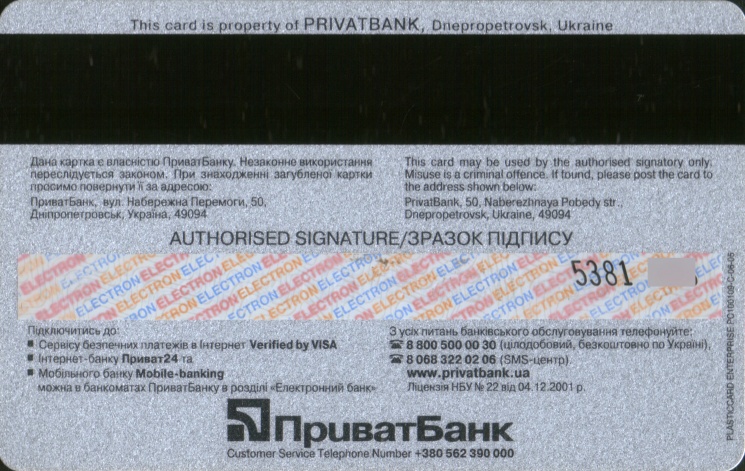 This card is property of PRIVATBANK, Dnepropetrovsk, Ukraine
Дана картка є власністю ПриватБанку. Незаконне використання
переслідується законом. При знаходженні загубленої картки
просимо повернути її за адресою:
ПриватБанк, вул. Набережна Перемоги, 50,
Дніпропетровськ, Україна, 49094
This card may be used by the authorised signatory only.
Misuse is a criminal offence. If found, please post the card to
the address shown below:
PrivatBank, 50, Naberezhnaya Pobedy str.,
Dnepropetrovsk, Ukraine, 49094
AUTHORISED SIGNATURE/ЗРАЗОК ПІДПИСУ
ELECTRON ELECTRON ELECTRON ELECTRON ELECTRON ELECTRON
5381
Підключитись до:
Сервісу безпечних платежів в Інтернет Verified by VISA
Інтернет-банку Приват24 та
Мобільного банку Mobile-banking
можна в банкоматах ПриватБанку в розділі «Електронний банк»
З усіх питань банківського обслуговування телефонуйте:
☎ 8 800 500 00 30 (цілодобовий, безкоштовно по Україні),
☎ 8 068 322 02 06 (SMS-центр).
www.privatbank.ua
Ліцензія НБУ № 22 від 04.12.2001 р.
ПриватБанк
Customer Service Telephone Number +380 562 390 000